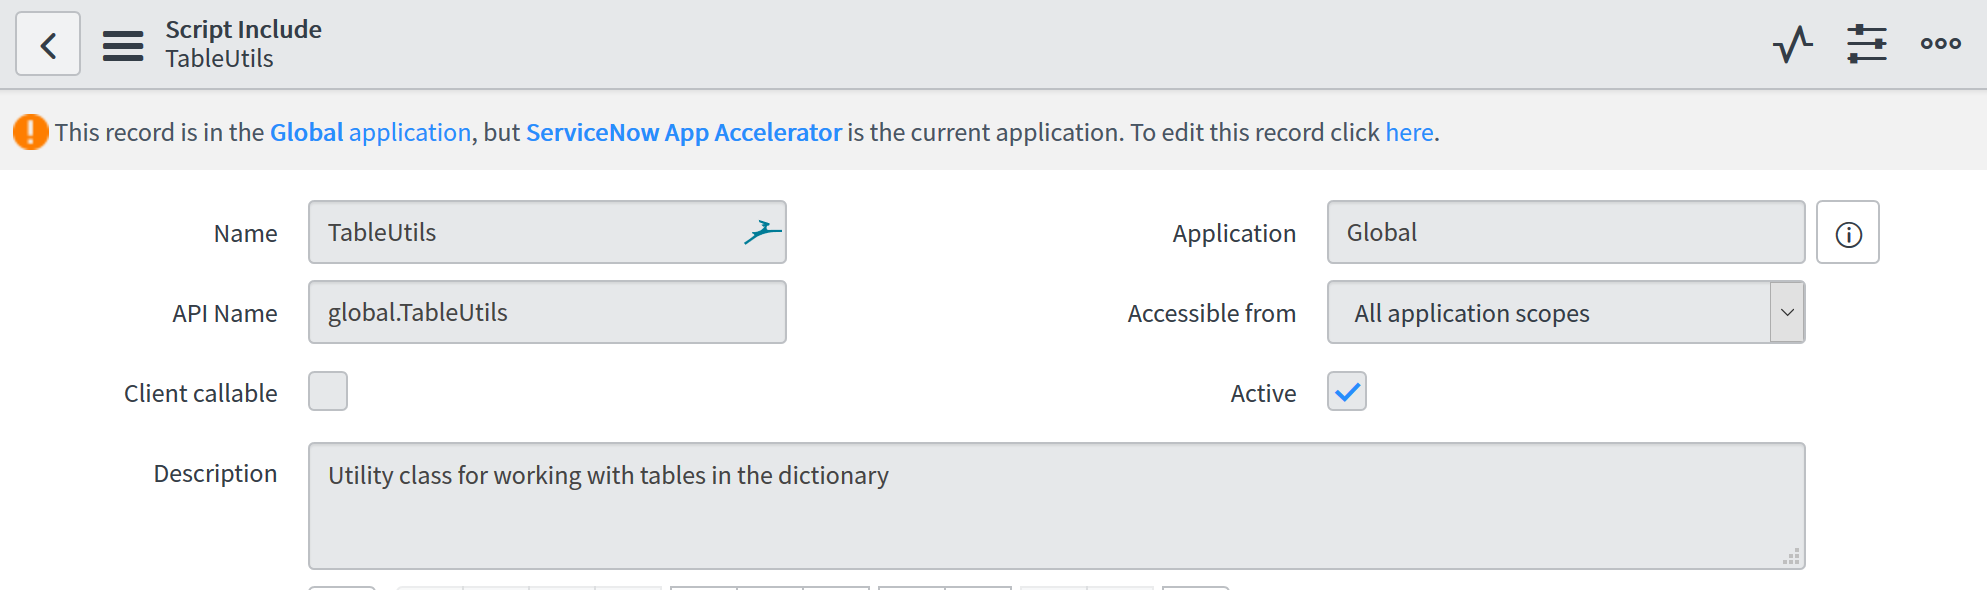 Script Include
TableUtils
This record is in the Global application, but ServiceNow App Accelerator is the current application. To edit this record click here.
Name TableUtils
Application Global
API Name global.TableUtils
Accessible from All application scopes
Client callable
Active
Description Utility class for working with tables in the dictionary